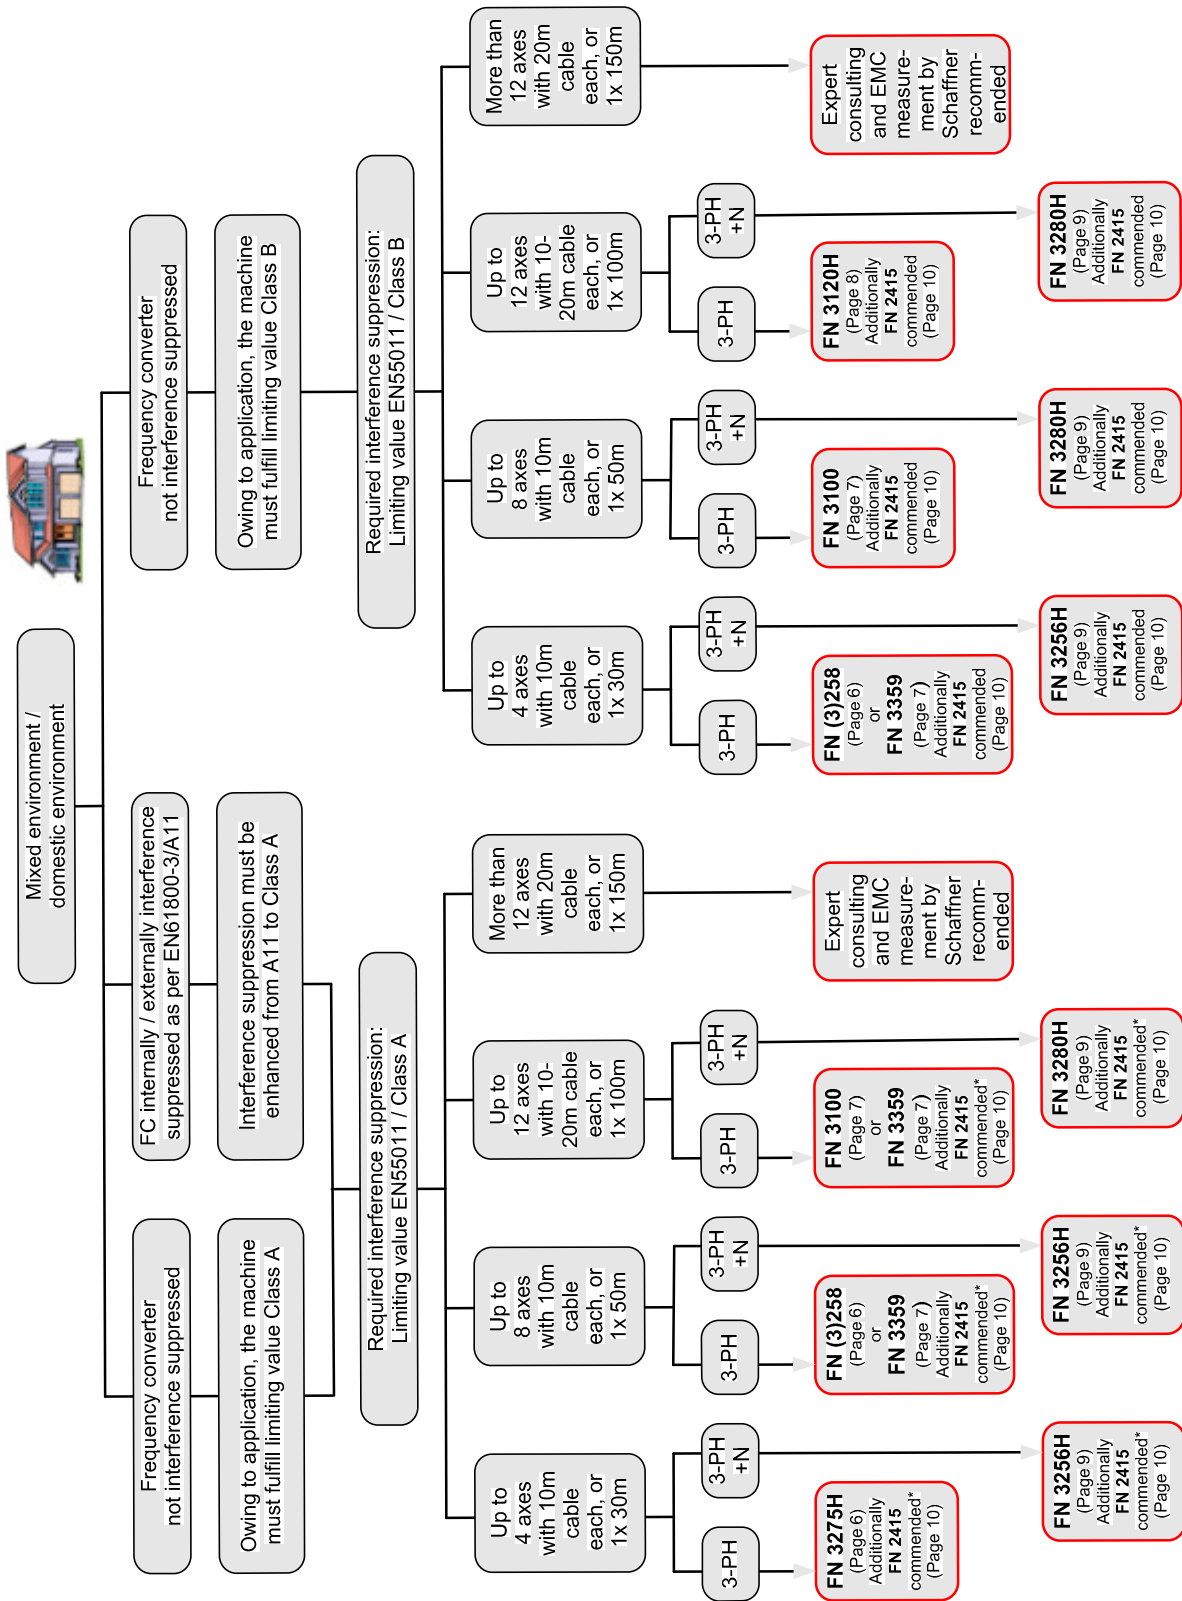 Mixed environment /
domestic environment
Frequency converter
not interference suppressed
FC internally / externally interference
suppressed as per EN61800-3/A11
Frequency converter
not interference suppressed
Owing to application, the machine
must fulfill limiting value Class A
Interference suppression must be
enhanced from A11 to Class A
Owing to application, the machine
must fulfill limiting value Class B
Required interference suppression:
Limiting value EN55011 / Class A
Required interference suppression:
Limiting value EN55011 / Class B
Up to
4 axes
with 10m
cable
each, or
1x 30m
Up to
8 axes
with 10m
cable
each, or
1x 50m
Up to
12 axes
with 10-
20m cable
each, or
1x 100m
More than
12 axes
with 20m
cable
each, or
1x 150m
Up to
4 axes
with 10m
cable
each, or
1x 30m
Up to
8 axes
with 10m
cable
each, or
1x 50m
Up to
12 axes
with 10-
20m cable
each, or
1x 100m
More than
12 axes
with 20m
cable
each, or
1x 150m
3-PH
3-PH
+N
3-PH
3-PH
+N
3-PH
3-PH
+N
3-PH
3-PH
+N
3-PH
3-PH
+N
3-PH
3-PH
+N
FN 3275H
(Page 6)
Additionally
FN 2415
commended*
(Page 10)
FN (3)258
(Page 6)
or
FN 3359
(Page 7)
Additionally
FN 2415
commended*
(Page 10)
FN 3100
(Page 7)
or
FN 3359
(Page 7)
Additionally
FN 2415
commended*
(Page 10)
Expert
consulting
and EMC
measure-
ment by
Schaffner
recomm-
ended
FN (3)258
(Page 6)
or
FN 3359
(Page 7)
Additionally
FN 2415
commended
(Page 10)
FN 3100
(Page 7)
Additionally
FN 2415
commended
(Page 10)
FN 3120H
(Page 8)
Additionally
FN 2415
commended
(Page 10)
Expert
consulting
and EMC
measure-
ment by
Schaffner
recomm-
ended
FN 3256H
(Page 9)
Additionally
FN 2415
commended*
(Page 10)
FN 3256H
(Page 9)
Additionally
FN 2415
commended*
(Page 10)
FN 3280H
(Page 9)
Additionally
FN 2415
commended*
(Page 10)
FN 3256H
(Page 9)
Additionally
FN 2415
commended
(Page 10)
FN 3280H
(Page 9)
Additionally
FN 2415
commended
(Page 10)
FN 3280H
(Page 9)
Additionally
FN 2415
commended
(Page 10)